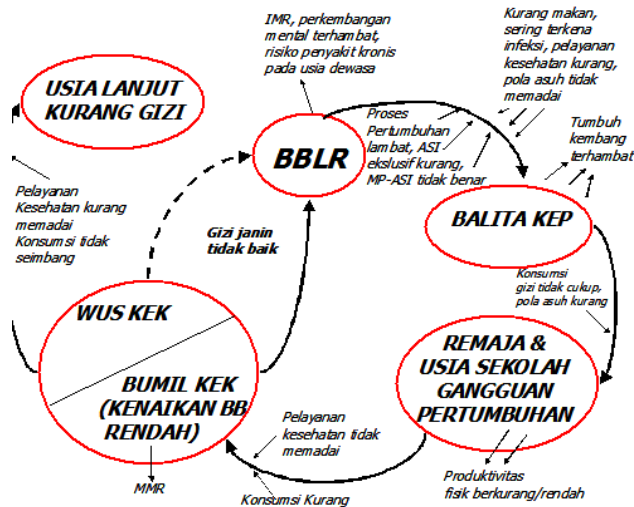 IMR, perkembangan
mental terhambat,
risiko penyakit kronis
pada usia dewasa
Kurang makan,
sering terkena
infeksi, pelayanan
kesehatan kurang,
pola asuh tidak
memadai
USIA LANJUT
KURANG GIZI
Proses
Pertumbuhan
lambat, ASI
ekslusif kurang,
MP-ASI tidak benar
Tumbuh
kembang
terhambat
BBLR
BALITA KEP
Pelayanan
Kesehatan kurang
memadai
Konsumsi tidak
seimbang
Gizi janin
tidak baik
Konsumsi
gizi tidak cukup,
pola asuh kurang
WUS KEK
BUMIL KEK
(KENAIKAN BB
RENDAH)
REMAJA &
USIA SEKOLAH
GANGGUAN
PERTUMBUHAN
Pelayanan
kesehatan tidak
memadai
Konsumsi Kurang
MMR
Produktivitas
fisik berkurang/rendah